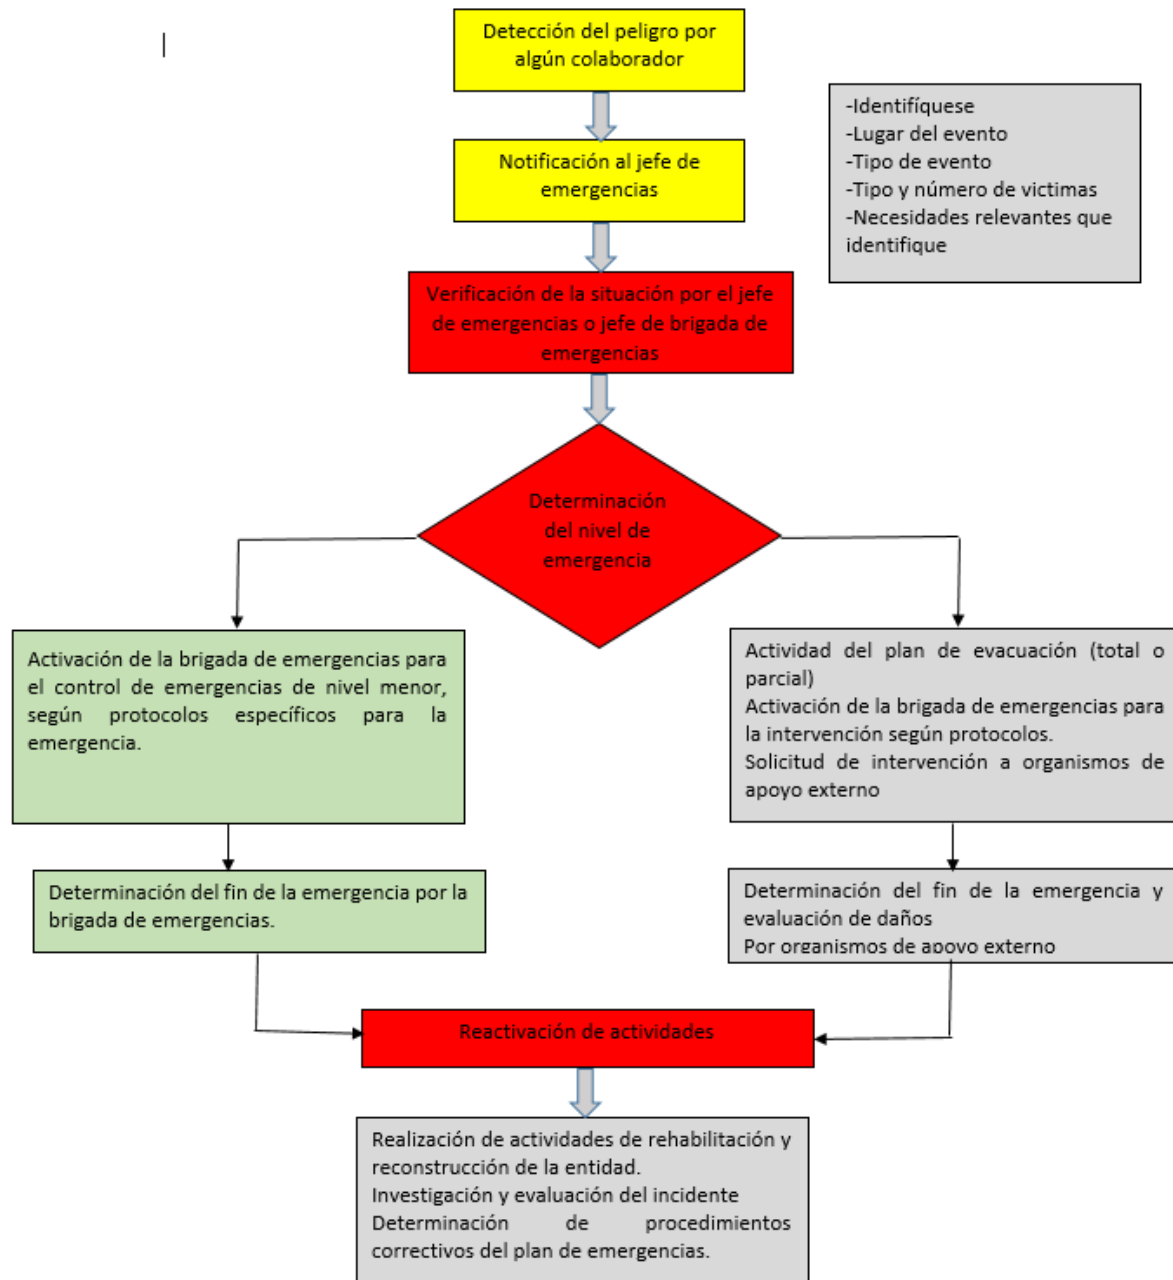 Detección del peligro por
algún colaborador
-Identifíquese
-Lugar del evento
-Tipo de evento
-Tipo y número de victimas
-Necesidades relevantes que
identifique
Notificación al jefe de
emergencias
Verificación de la situación por el jefe
de emergencias o jefe de brigada de
emergencias
Determinación
del nivel de
emergencia
Activación de la brigada de emergencias para
el control de emergencias de nivel menor,
según protocolos específicos para la
emergencia.
Actividad del plan de evacuación (total o
parcial)
Activación de la brigada de emergencias para
la intervención según protocolos.
Solicitud de intervención a organismos de
apoyo externo
Determinación del fin de la emergencia por la
brigada de emergencias.
Determinación del fin de la emergencia y
evaluación de daños
Por organismos de apoyo externo
Reactivación de actividades
Realización de actividades de rehabilitación y
reconstrucción de la entidad.
Investigación y evaluación del incidente
Determinación de procedimientos
correctivos del plan de emergencias.